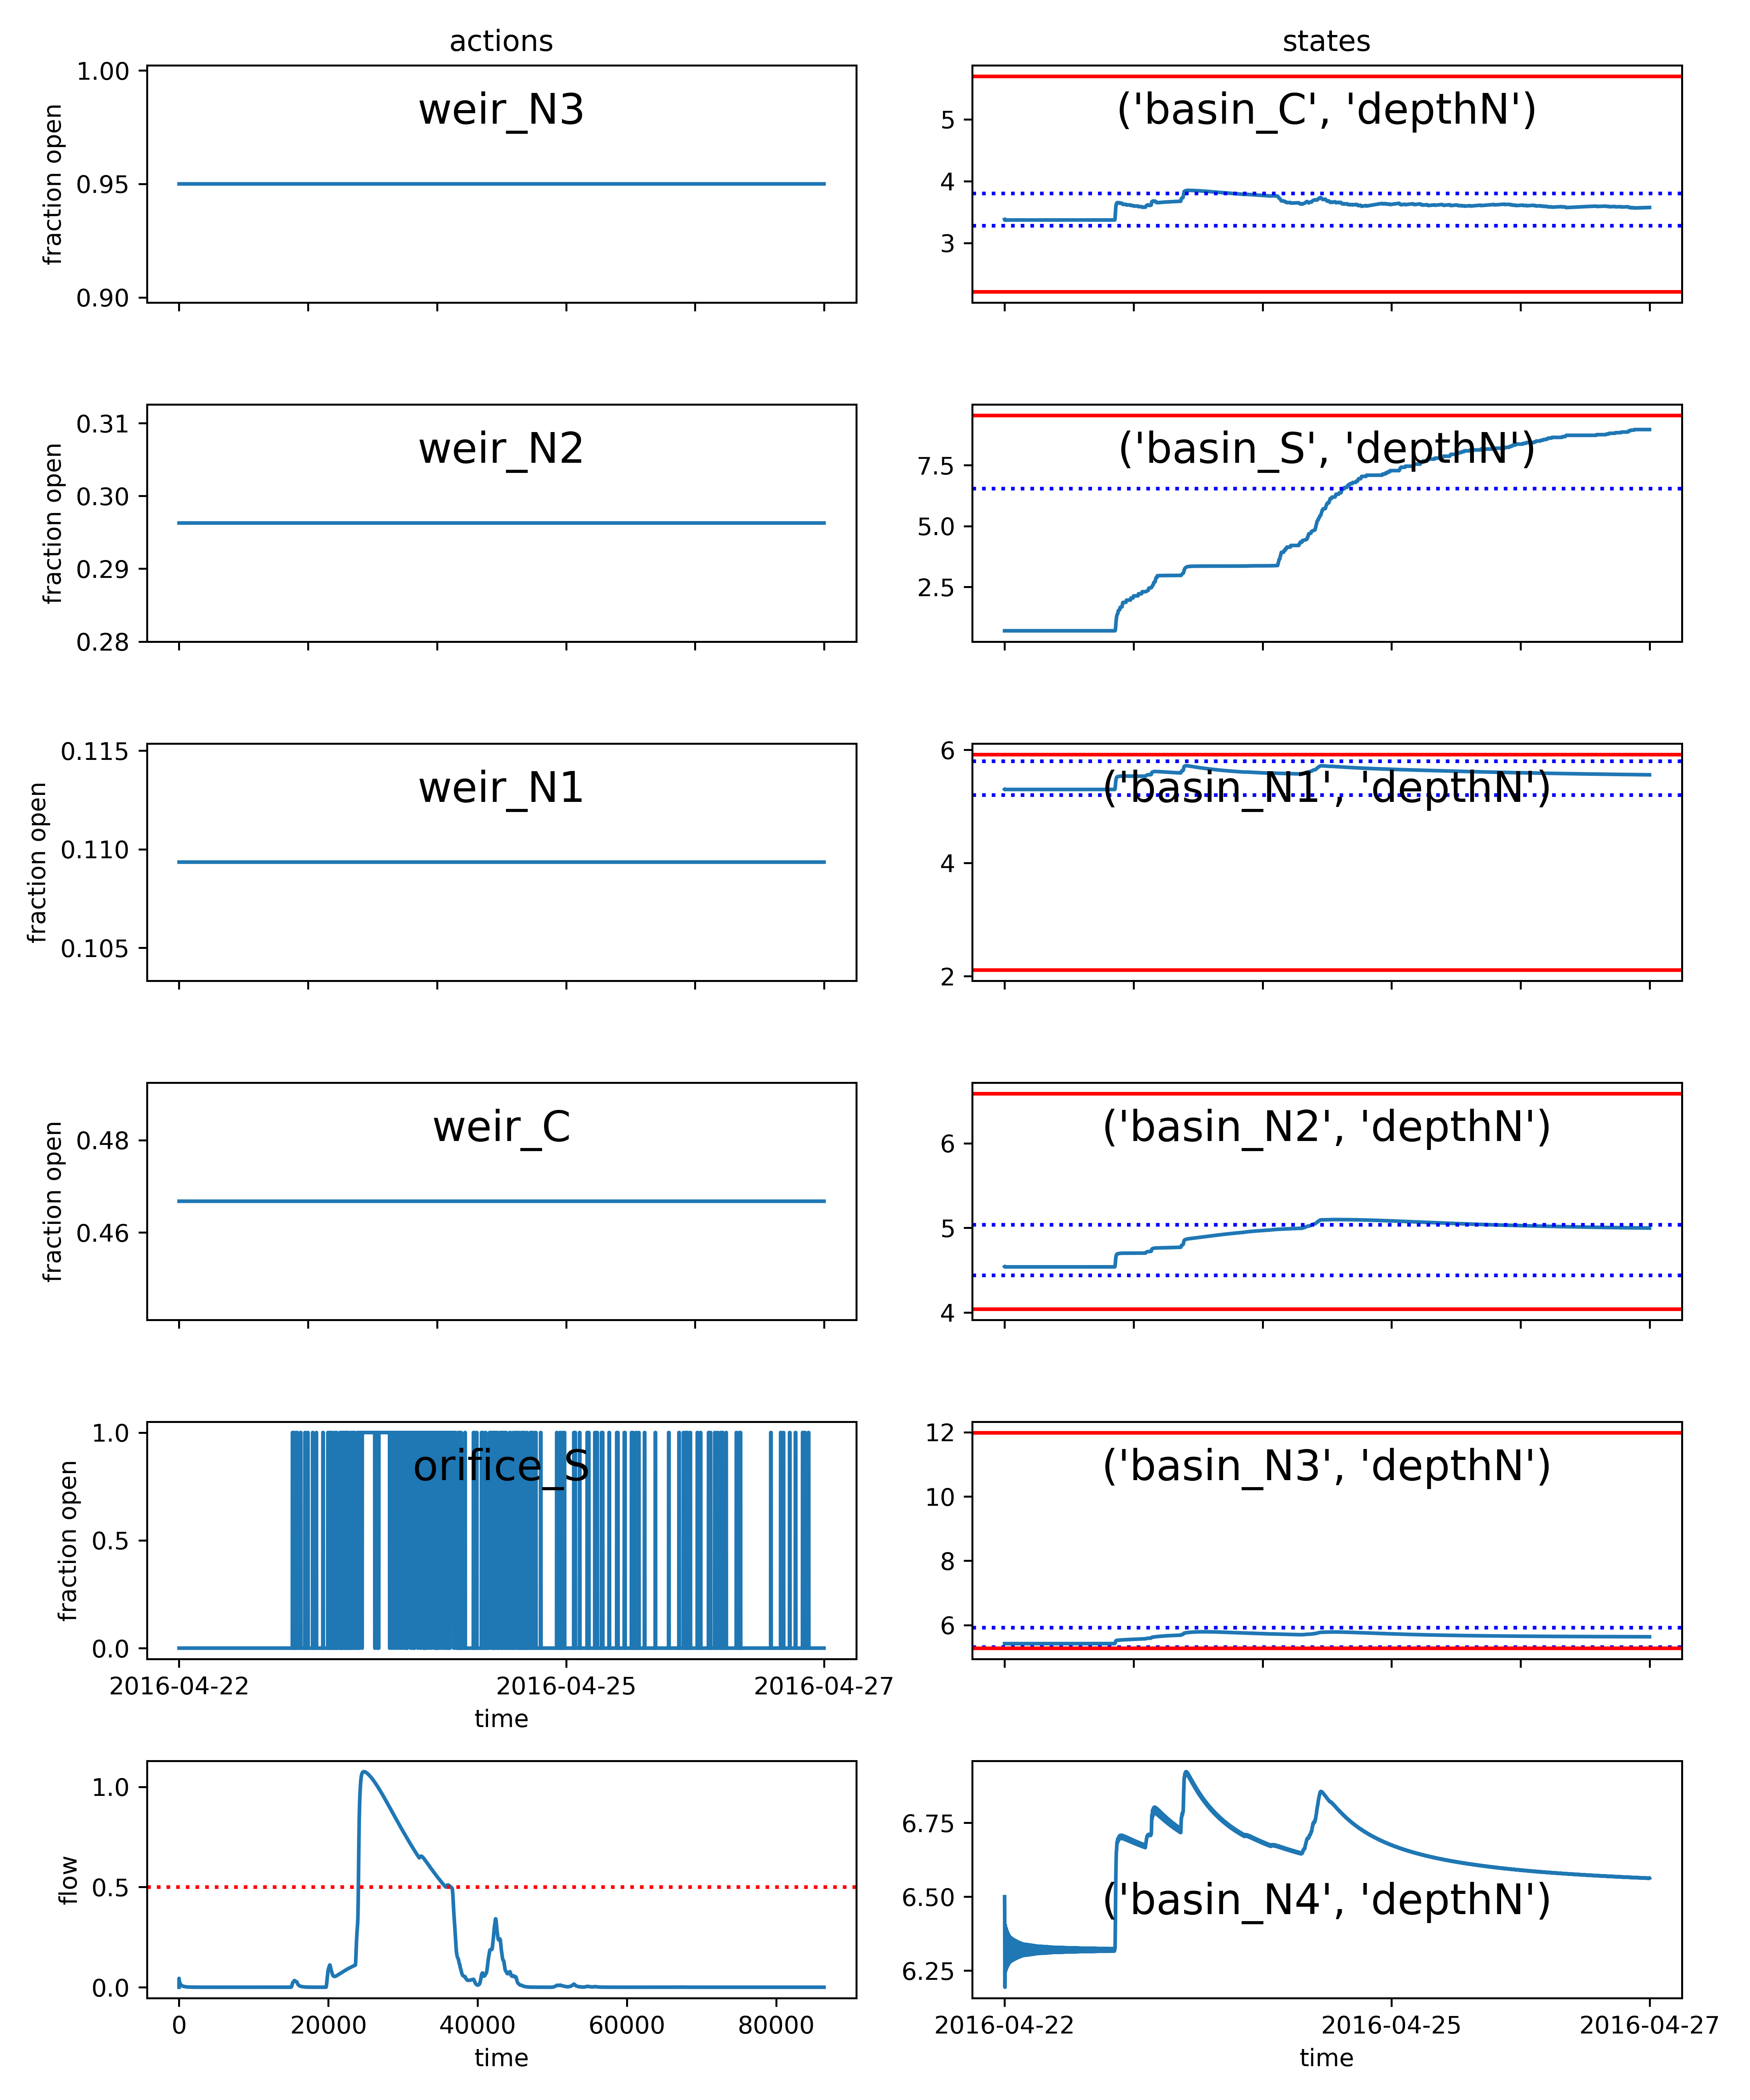 actions
states
1.00
0.95
0.90
fraction open
weir_N3
5
4
3
('basin_C', 'depthN')
0.31
0.30
0.29
0.28
fraction open
weir_N2
7.5
5.0
2.5
('basin_S', 'depthN')
0.115
0.110
0.105
fraction open
weir_N1
6
4
2
('basin_N1', 'depthN')
0.48
0.46
fraction open
weir_C
6
5
4
('basin_N2', 'depthN')
1.0
0.5
0.0
fraction open
orifice_S
2016-04-22 2016-04-25 2016-04-27
time
12
10
8
6
('basin_N3', 'depthN')
1.0
0.5
0.0
flow
0 20000 40000 60000 80000
time
6.75
6.50
6.25
('basin_N4', 'depthN')
2016-04-22 2016-04-25 2016-04-27
time